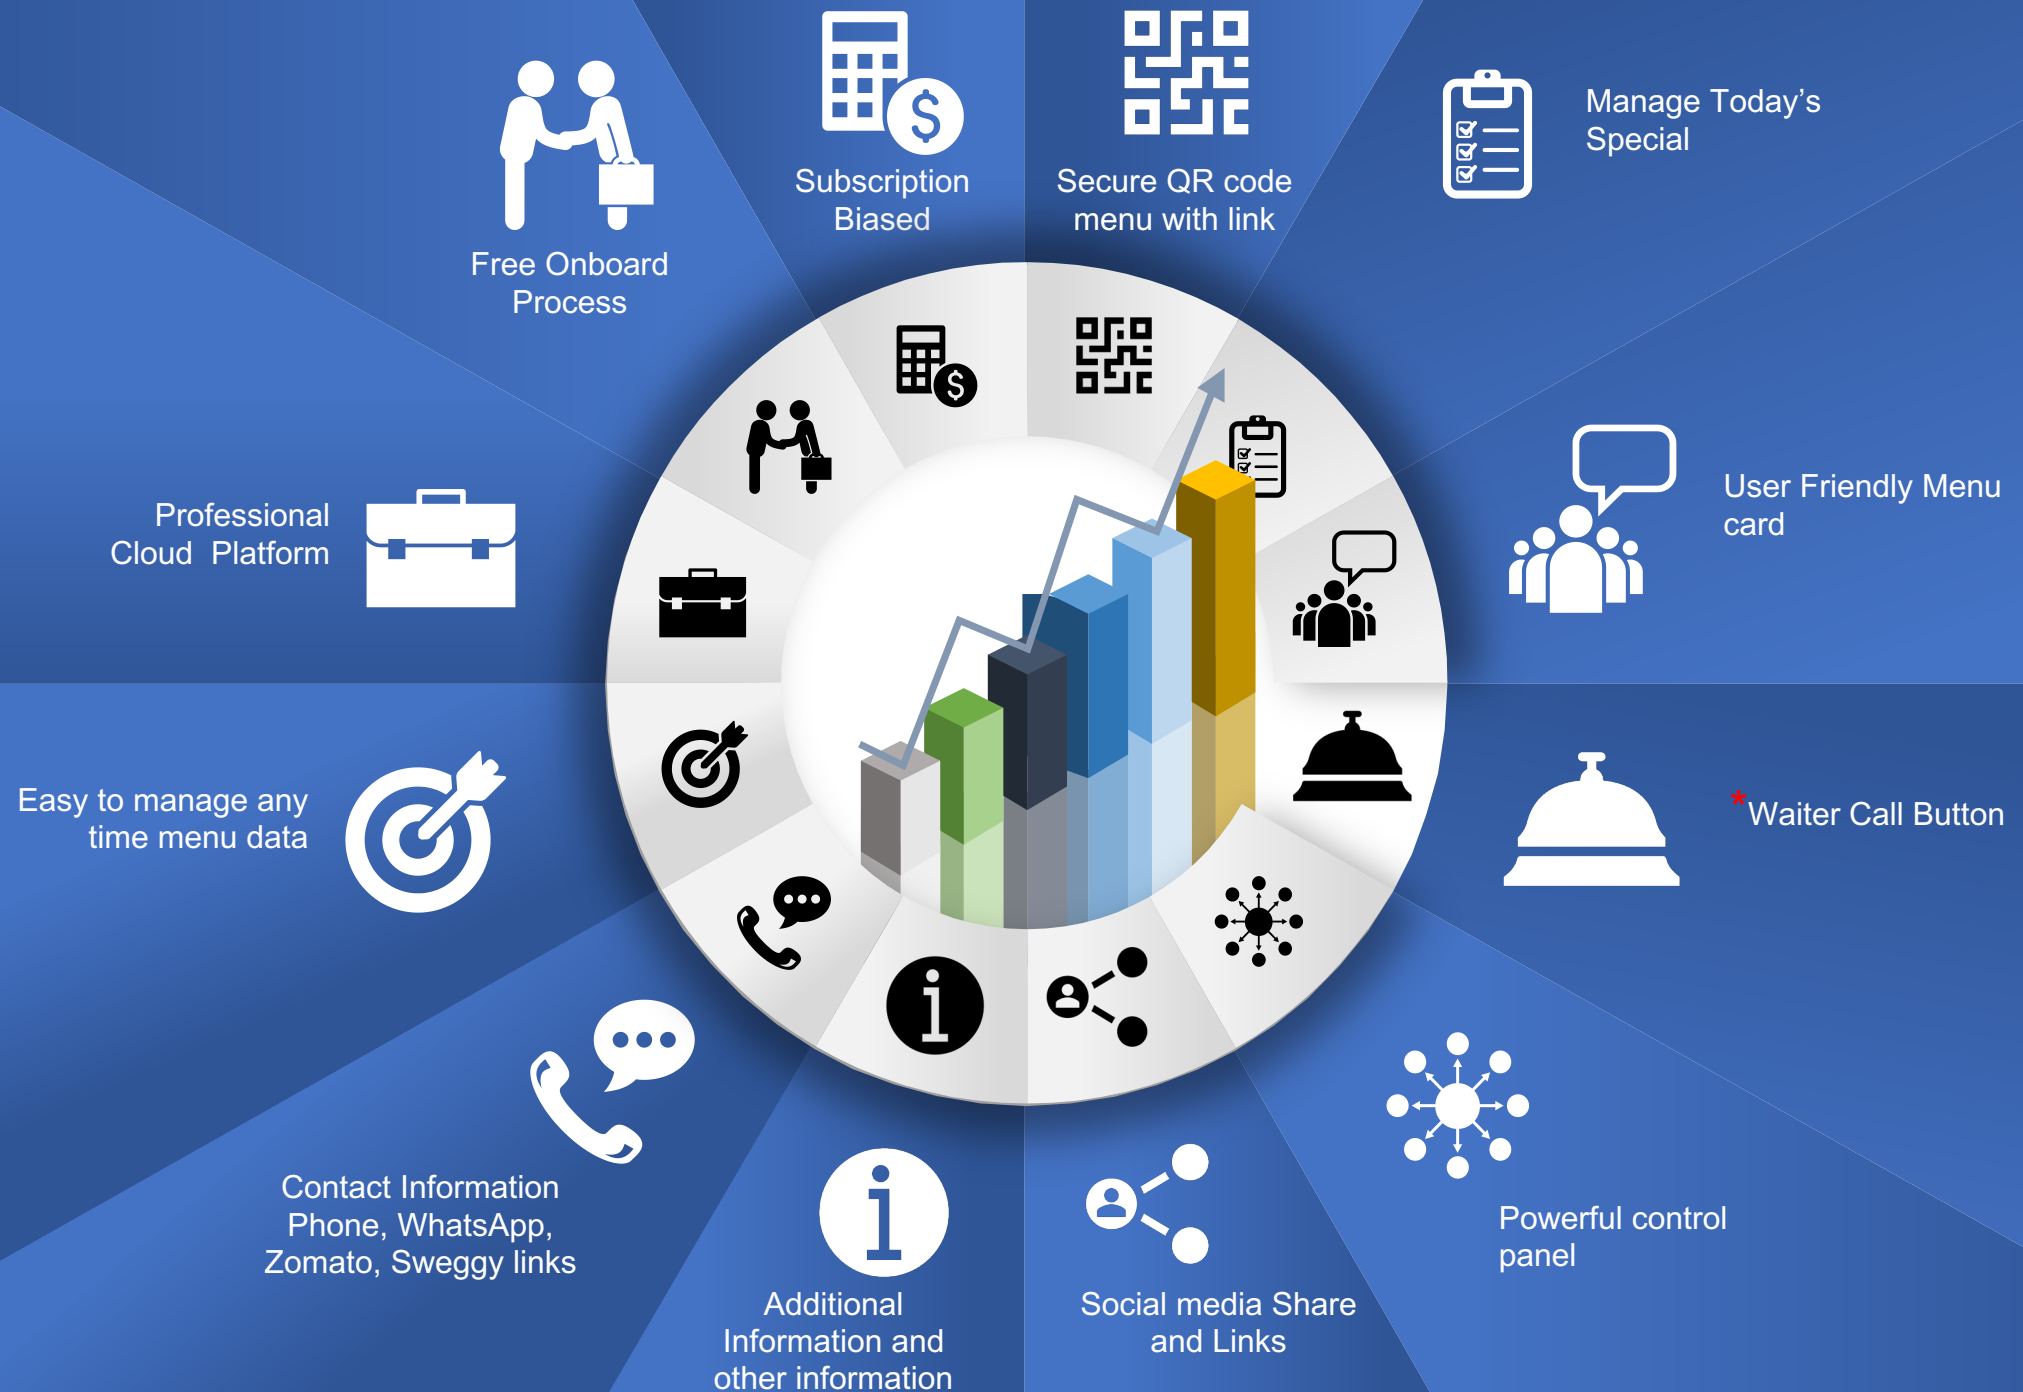 Free Onboard
Process
Subscription
Biased
Secure QR code
menu with link
Manage Today’s
Special
User Friendly Menu
card
*Waiter Call Button
Powerful control
panel
Social media Share
and Links
Additional
Information and
other information
Contact Information
Phone, WhatsApp,
Zomato, Sweggy links
Easy to manage any
time menu data
Professional
Cloud  Platform